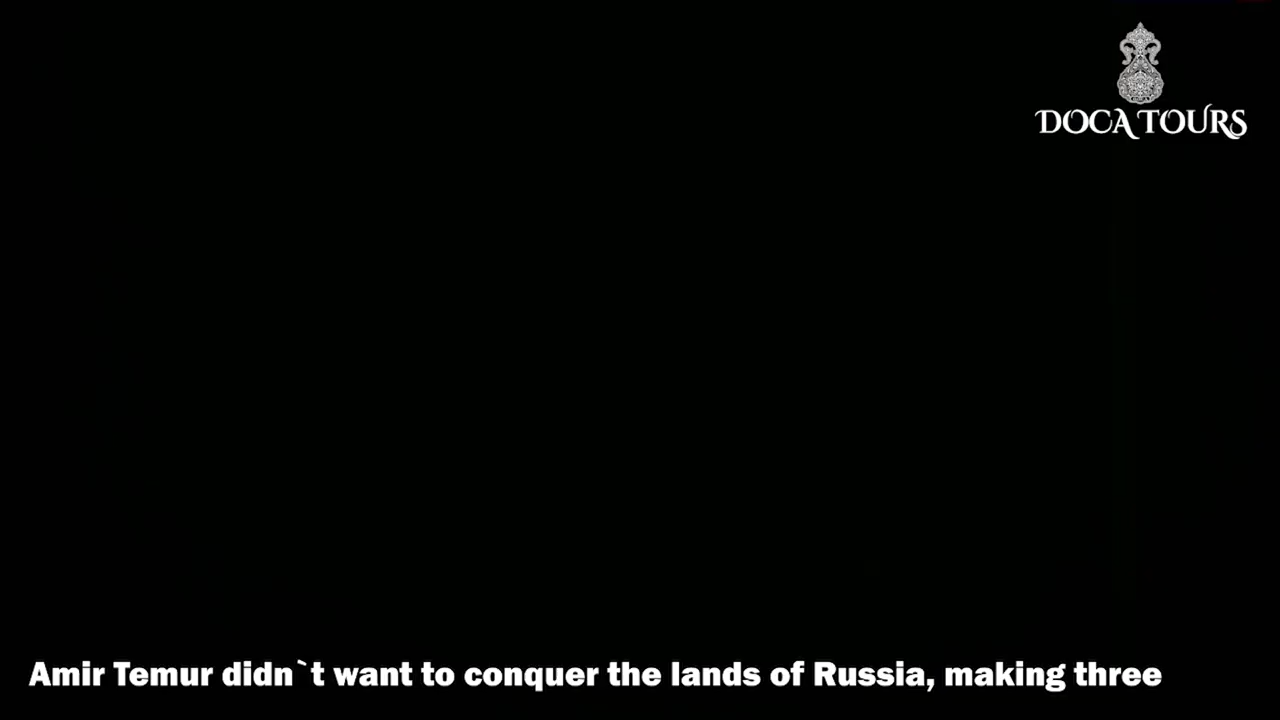 DOCA TOURS
Amir Temur didn`t want to conquer the lands of Russia, making three